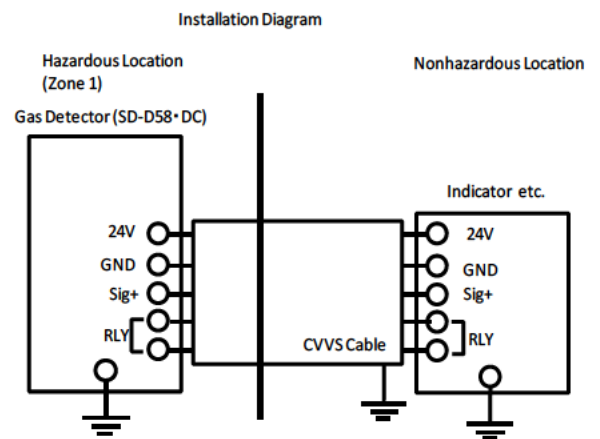 Installation Diagram
Hazardous Location
(Zone 1)
Nonhazardous Location
Gas Detector (SD-D58・DC)
Indicator etc.
24V
GND
Sig+
RLY
CVVS Cable
24V
GND
Sig+
RLY